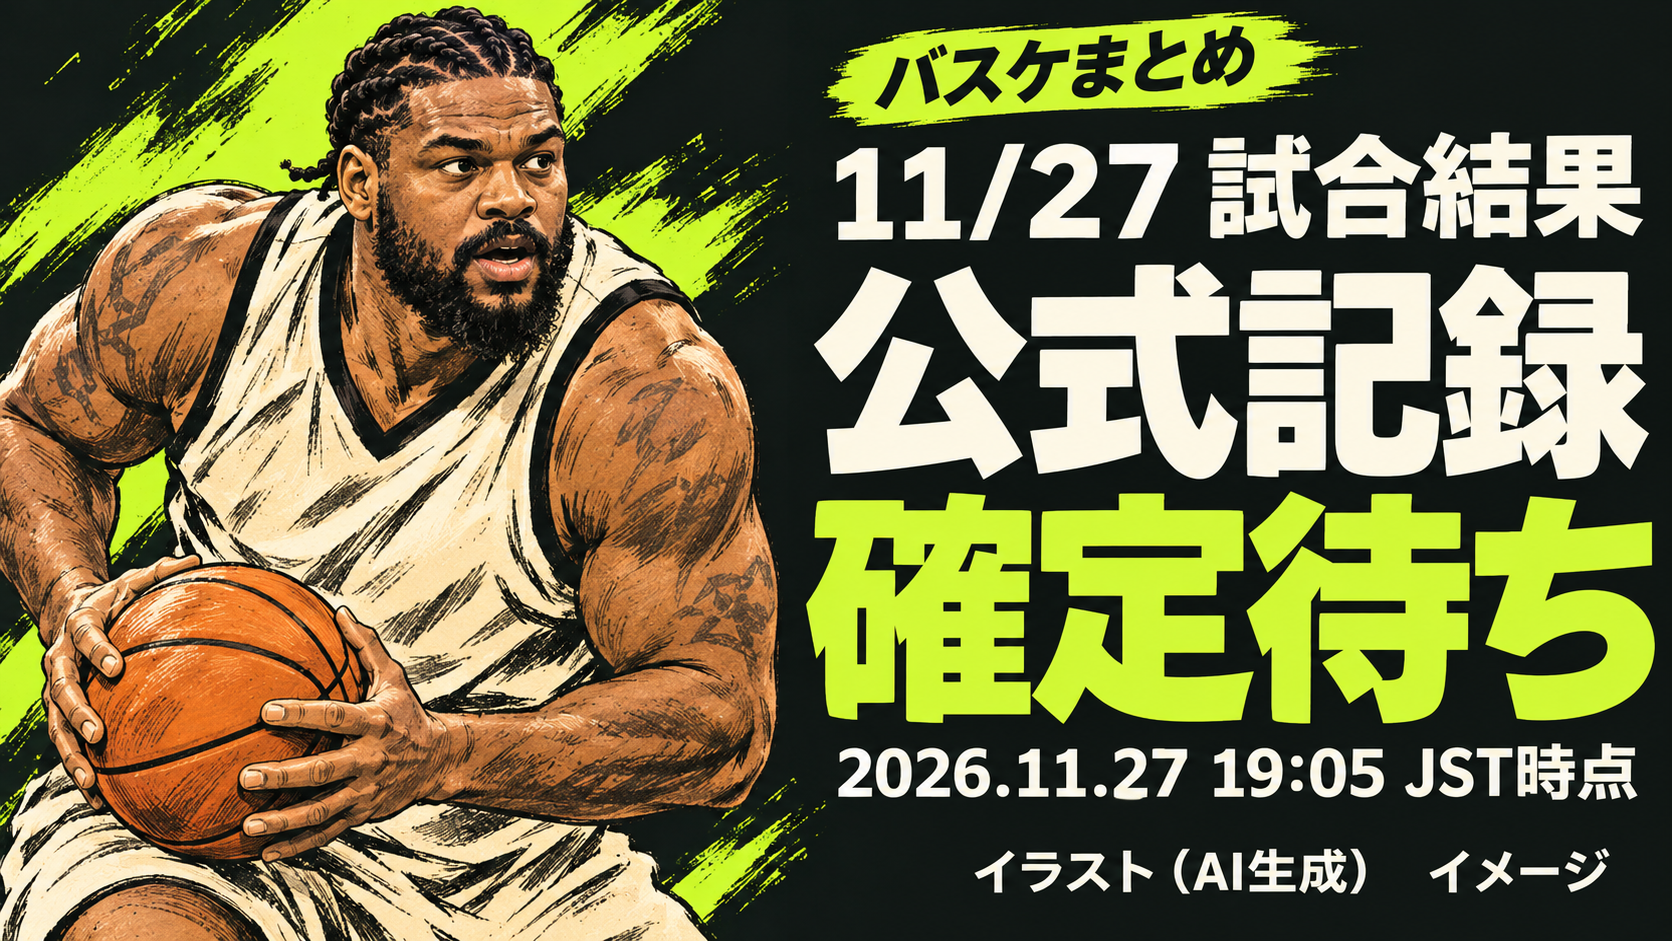 バスケまとめ
11/27 試合結果
公式記録
確定待ち
2026.11.27 19:05 JST時点
イラスト（AI生成） イメージ